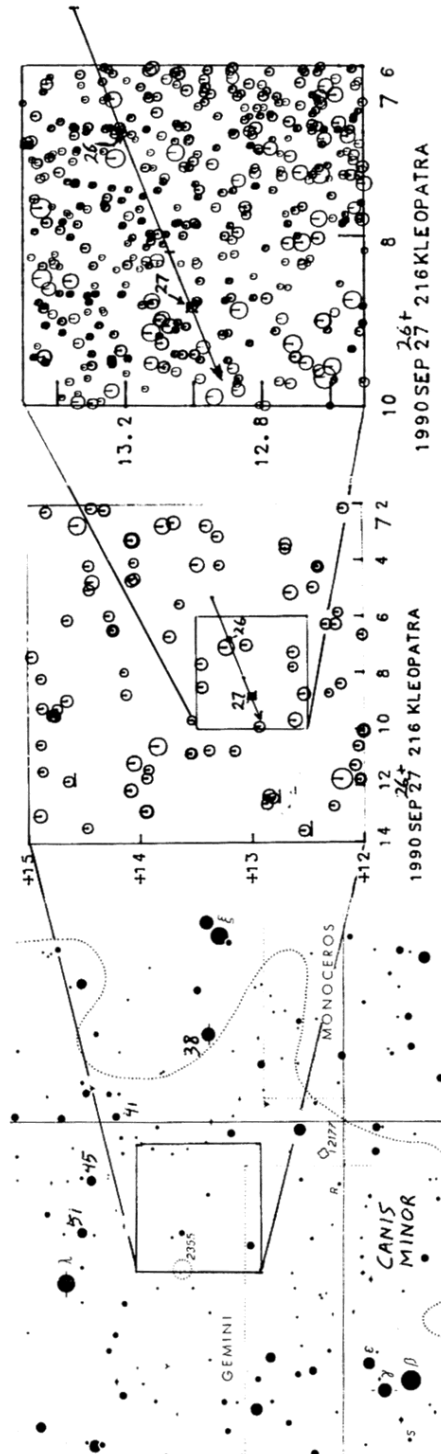 λ
51
45
41
38
ξ
2355
GEMINI
MONOCEROS
2177
R
CANIS
MINOR
ε
γ
β
S
+15
+14
+13
+12
27
26
14 12 10 8 6 4 7 2
26+
1990 SEP 27 216 KLEOPATRA
13.2
12.8
26
27
10 8 7 6
26+
1990 SEP 27 216 KLEOPATRA